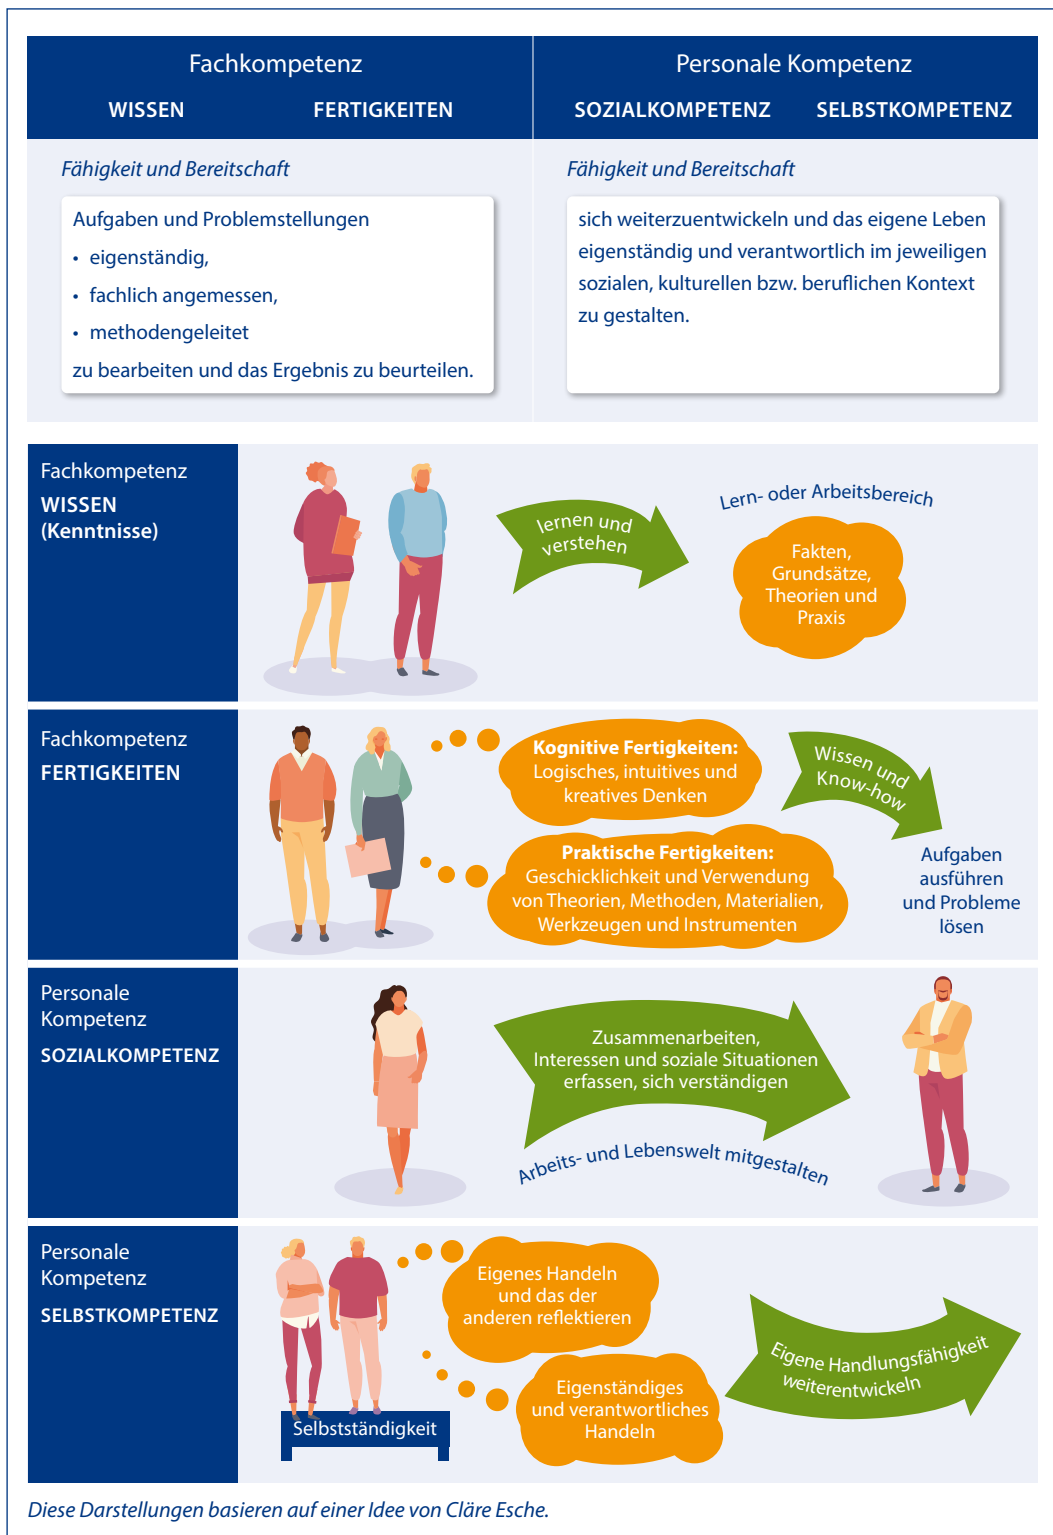 Fachkompetenz
WISSEN
FERTIGKEITEN
Personale Kompetenz
SOZIALKOMPETENZ
SELBSTKOMPETENZ
Fähigkeit und Bereitschaft
Aufgaben und Problemstellungen
• eigenständig,
• fachlich angemessen,
• methodengeleitet
zu bearbeiten und das Ergebnis zu beurteilen.
Fähigkeit und Bereitschaft
sich weiterzuentwickeln und das eigene Leben
eigenständig und verantwortlich im jeweiligen
sozialen, kulturellen bzw. beruflichen Kontext
zu gestalten.
Fachkompetenz
WISSEN
(Kenntnisse)
lernen und
verstehen
Lern- oder Arbeitsbereich
Fakten,
Grundsätze,
Theorien und
Praxis
Fachkompetenz
FERTIGKEITEN
Kognitive Fertigkeiten:
Logisches, intuitives und
kreatives Denken
Praktische Fertigkeiten:
Geschicklichkeit und Verwendung
von Theorien, Methoden, Materialien,
Werkzeugen und Instrumenten
Wissen und
Know-how
Aufgaben
ausführen
und Probleme
lösen
Personale
Kompetenz
SOZIALKOMPETENZ
Zusammenarbeiten,
Interessen und soziale Situationen
erfassen, sich verständigen
Arbeits- und Lebenswelt mitgestalten
Personale
Kompetenz
SELBSTKOMPETENZ
Eigenes Handeln
und das der
anderen reflektieren
Eigenständiges
und verantwortliches
Handeln
Selbstständigkeit
Eigene Handlungsfähigkeit
weiterentwickeln
Diese Darstellungen basieren auf einer Idee von Cläre Esche.